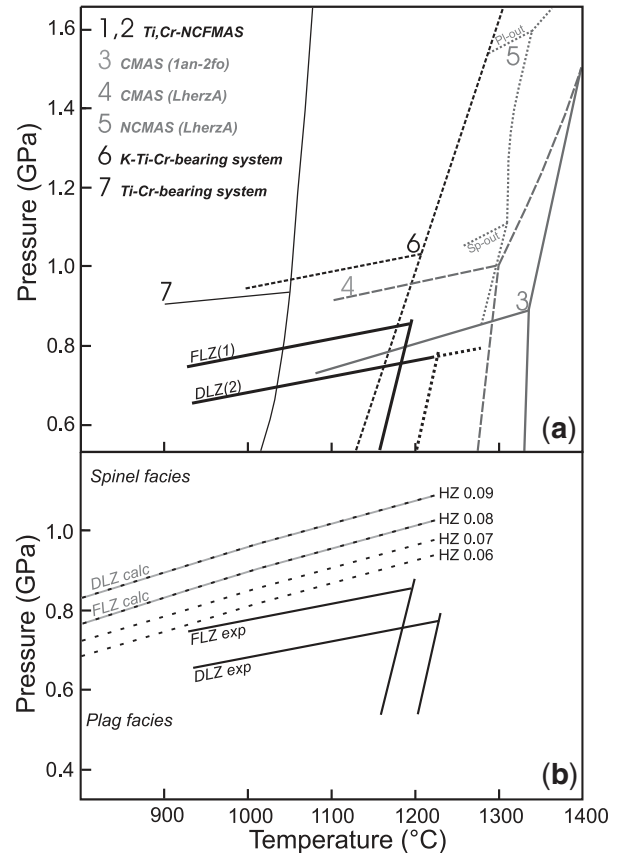 1,2 Ti,Cr-NCFMAS
3 CMAS (1an-2fo)
4 CMAS (LherzA)
5 NCMAS (LherzA)
6 K-Ti-Cr-bearing system
7 Ti-Cr-bearing system
Pl-out
5
Sp-out
6
4
7
3
FLZ(1)
DLZ(2)
(a)
1.6
1.4
1.2
1.0
0.8
0.6
Pressure (GPa)
Spinel facies
HZ 0.09
HZ 0.08
HZ 0.07
HZ 0.06
DLZ calc
FLZ calc
FLZ exp
DLZ exp
Plag facies
(b)
1.0
0.8
0.6
0.4
Pressure (GPa)
900 1000 1100 1200 1300 1400
Temperature (°C)